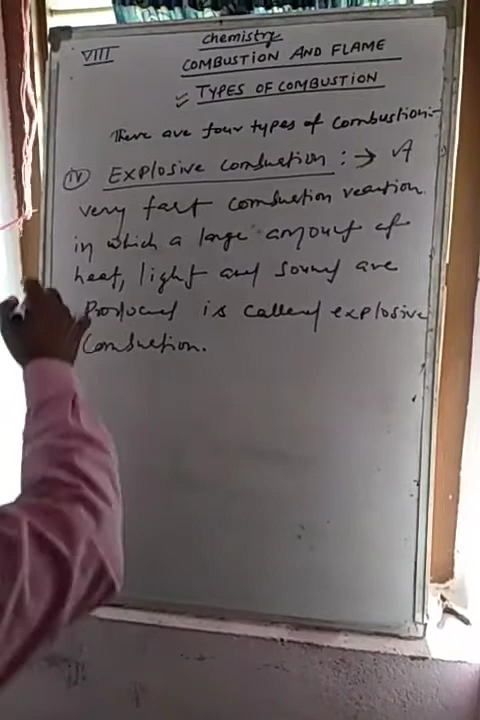 Chemistry
VIII
COMBUSTION AND FLAME
TYPES OF COMBUSTION
There are four types of Combustion:-
(iv) Explosive Combustion :→ A
very fast combustion reaction
in which a large amount of
heat, light and sound are
Produced is called explosive
Combustion.